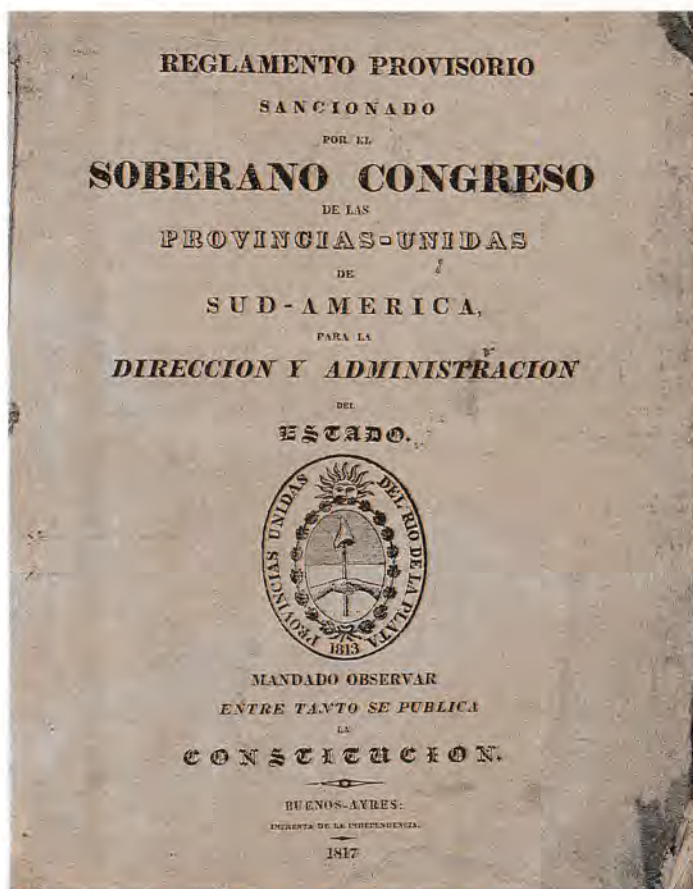 REGLAMENTO PROVISORIO
SANCIONADO
POR EL
SOBERANO CONGRESO
DE LAS
PROVINCIAS-UNIDAS
DE
SUD-AMERICA,
PARA LA
DIRECCION Y ADMINISTRACION
DEL
ESTADO.
PROVINCIAS UNIDAS DEL RIO DE LA PLATA
1813
MANDADO OBSERVAR
ENTRE TANTO SE PUBLICA
LA
CONSTITUCION.
BUENOS-AYRES:
IMPRENTA DE LA INDEPENDENCIA.
1817